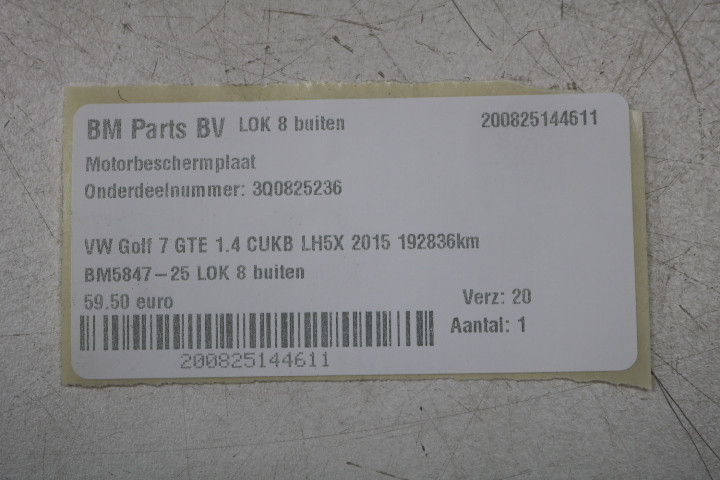 BM Parts BV LOK 8 buiten 200825144611
Motorbeschermplaat
Onderdeelnummer: 3Q0825236
VW Golf 7 GTE 1.4 CUKB LH5X 2015 192836km
BM5847-25 LOK 8 buiten
59.50 euro Verz: 20
Aantal: 1
200825144611